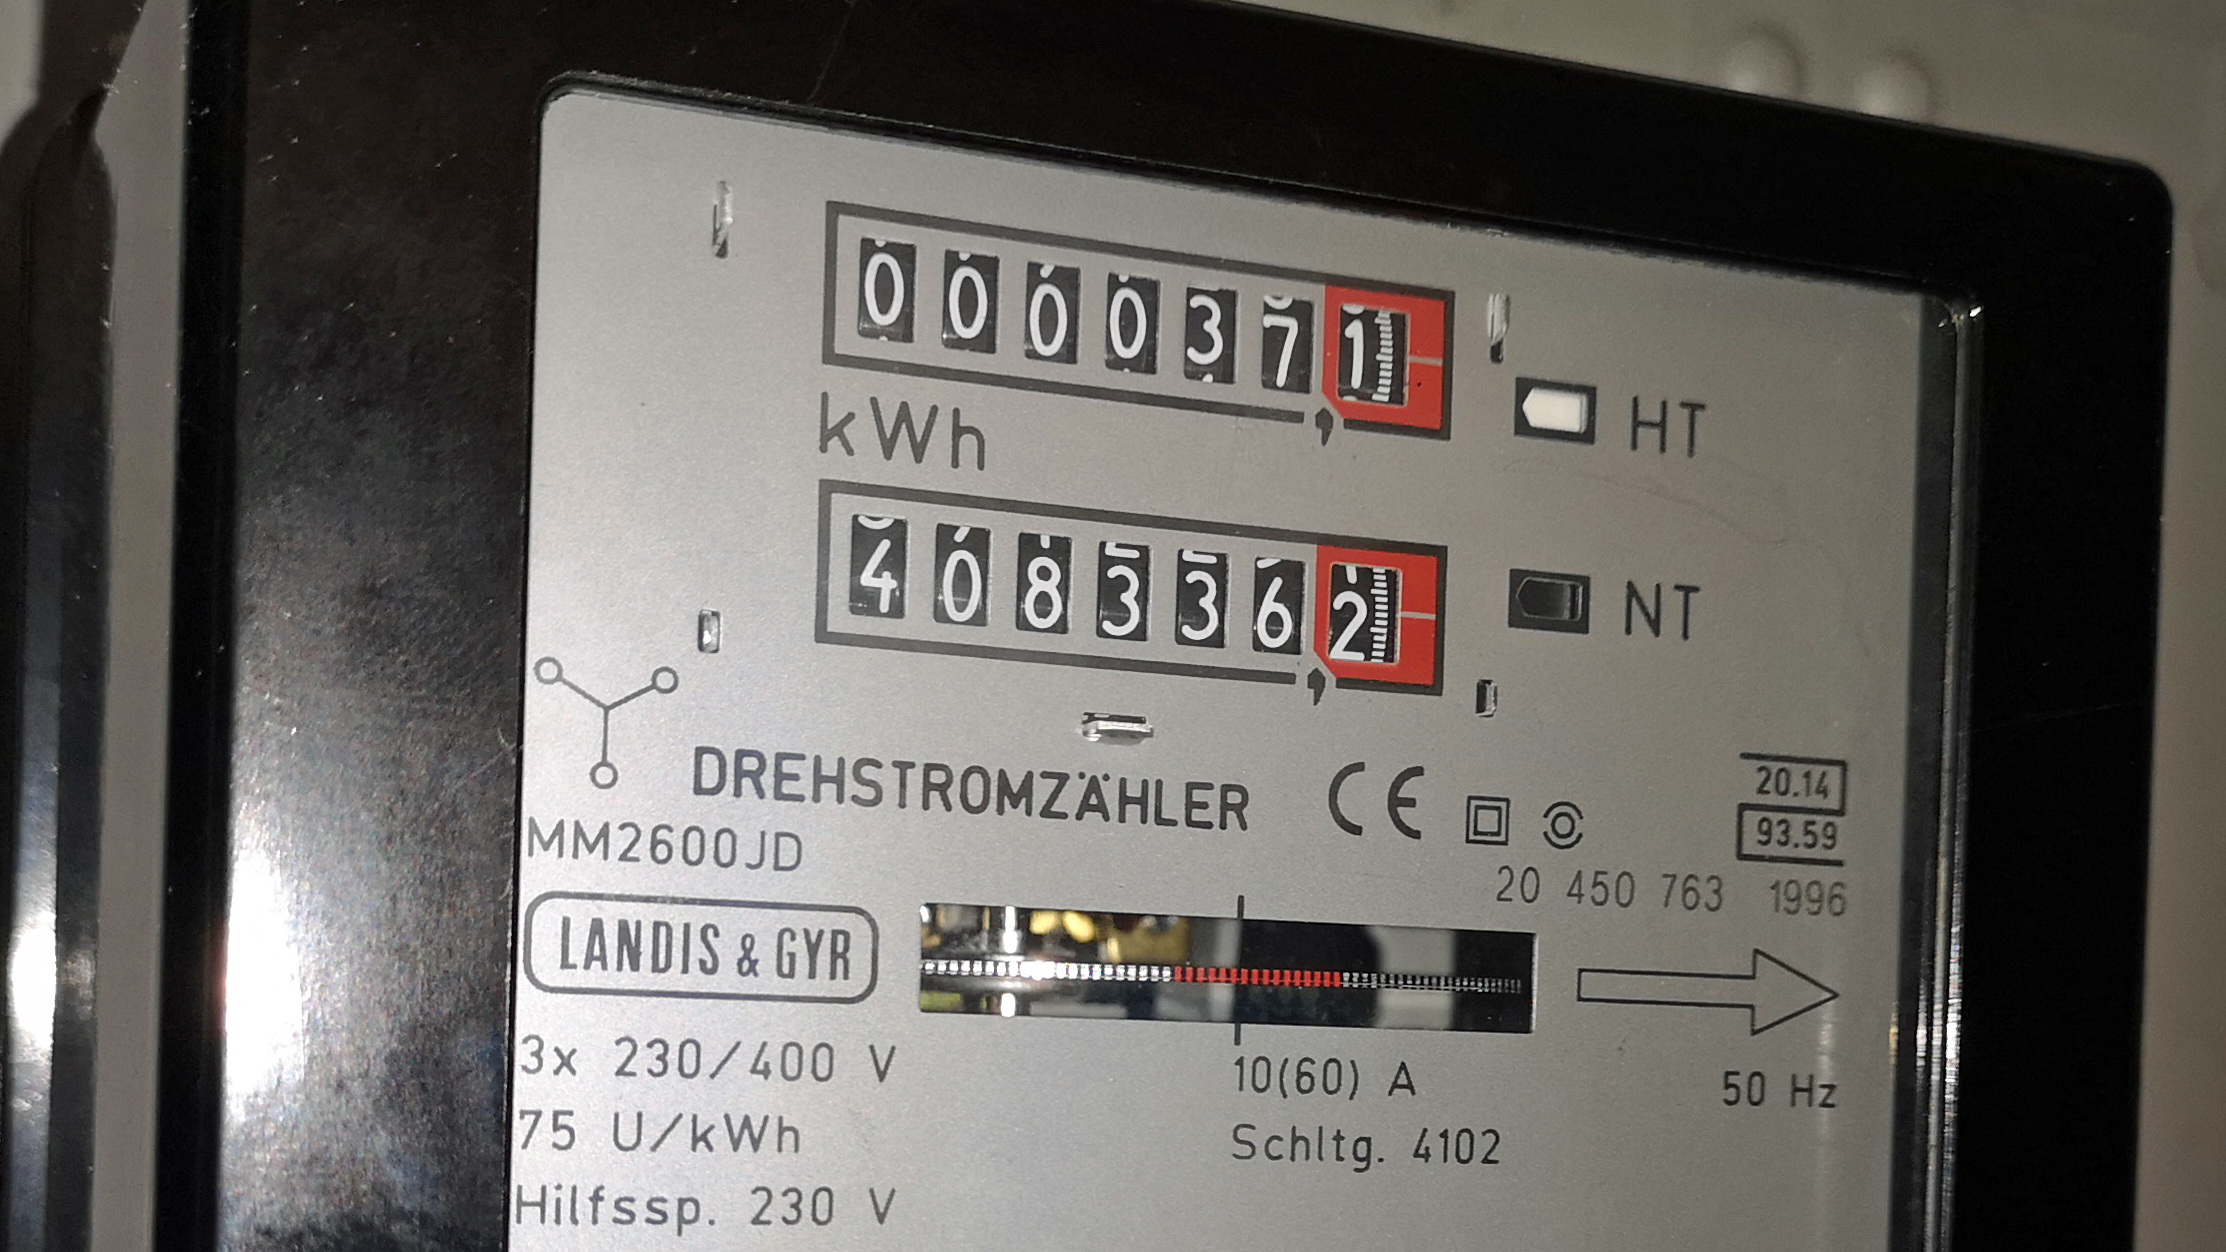 0000371 HT
kWh
4083362 NT
DREHSTROMZÄHLER CE
20.14
93.59
MM2600JD
20 450 763 1996
LANDIS & GYR
3x 230/400 V
10(60) A
50 Hz
75 U/kWh
Schltg. 4102
Hilfssp. 230 V